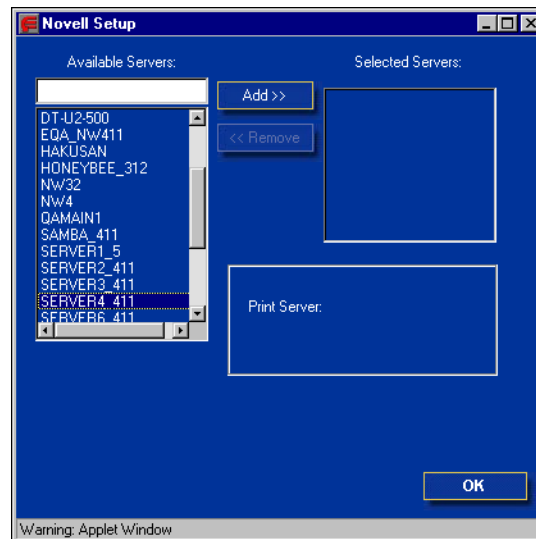 Novell Setup
Available Servers:
Selected Servers:
Add >>
<< Remove
DT-U2-500
EQA_NW411
HAKUSAN
HONEYBEE_312
NW32
NW4
QAMAIN1
SAMBA_411
SERVER1_5
SERVER2_411
SERVER3_411
SERVER4_411
SERVER6_411
Print Server:
OK
Warning: Applet Window